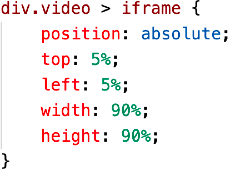 div.video > iframe {
    position: absolute;
    top: 5%;
    left: 5%;
    width: 90%;
    height: 90%;
}